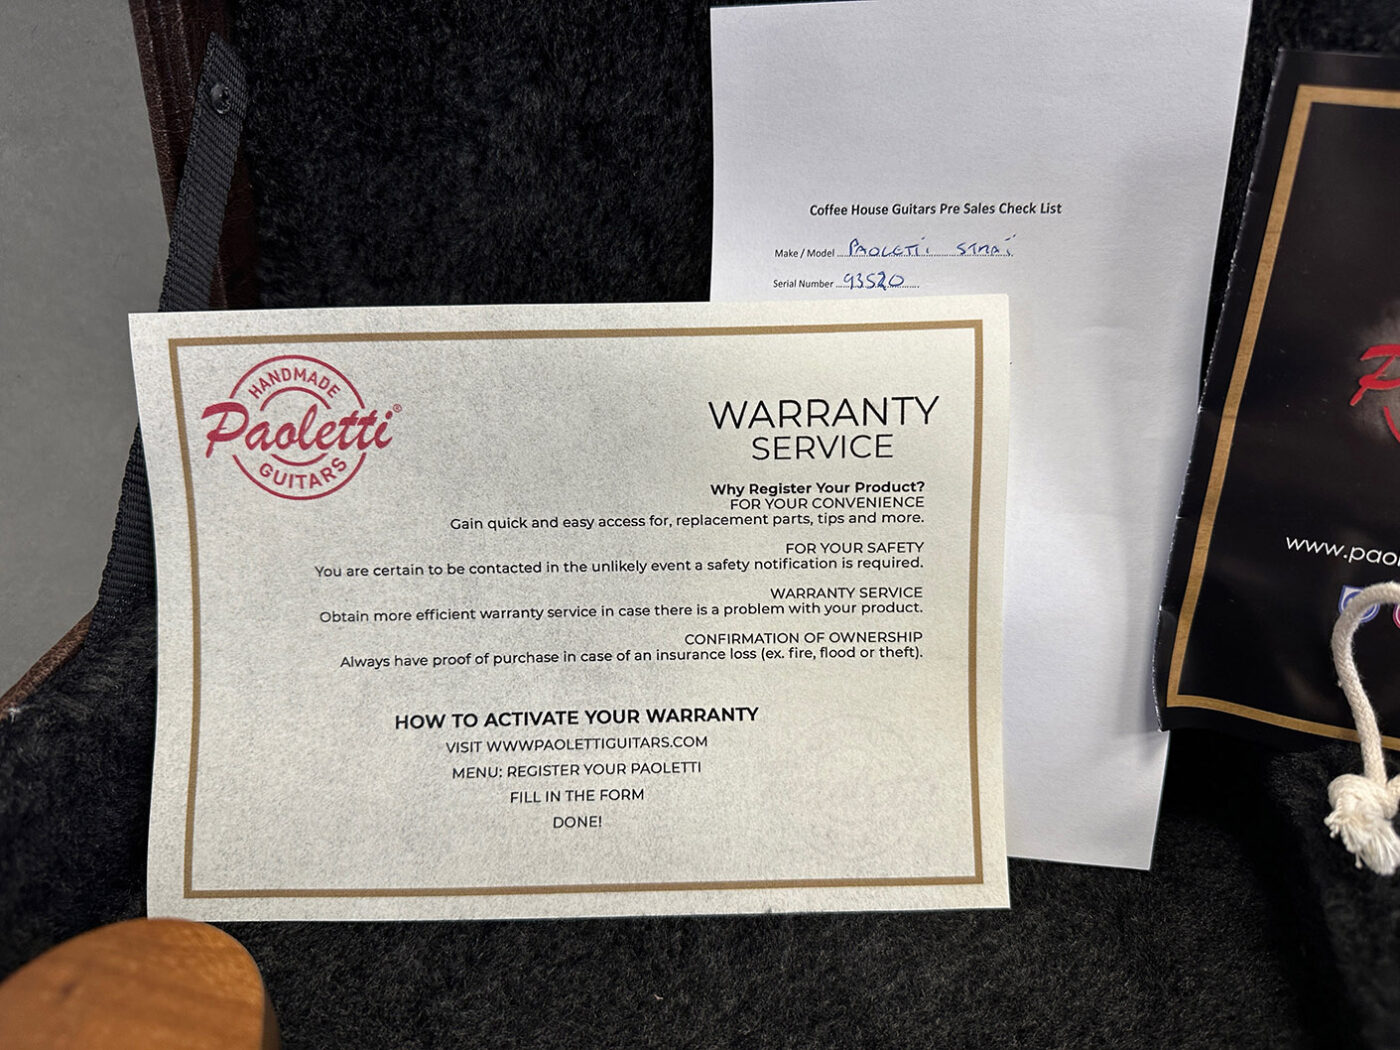 Coffee House Guitars Pre Sales Check List
Make / Model PAOLETTi STRAT
Serial Number 93520
HANDMADE
Paoletti®
GUITARS
WARRANTY
SERVICE
Why Register Your Product?
FOR YOUR CONVENIENCE
Gain quick and easy access for, replacement parts, tips and more.
FOR YOUR SAFETY
You are certain to be contacted in the unlikely event a safety notification is required.
WARRANTY SERVICE
Obtain more efficient warranty service in case there is a problem with your product.
CONFIRMATION OF OWNERSHIP
Always have proof of purchase in case of an insurance loss (ex. fire, flood or theft).
HOW TO ACTIVATE YOUR WARRANTY
VISIT WWWPAOLETTIGUITARS.COM
MENU: REGISTER YOUR PAOLETTI
FILL IN THE FORM
DONE!
P
www.pao